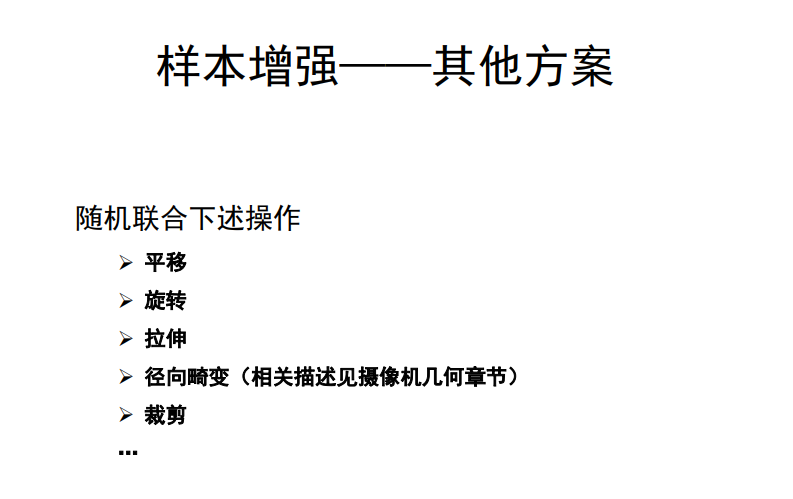 样本增强——其他方案
随机联合下述操作
➢ 平移
➢ 旋转
➢ 拉伸
➢ 径向畸变（相关描述见摄像机几何章节）
➢ 裁剪
...